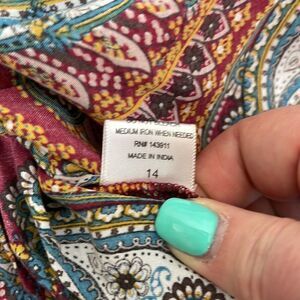 MEDIUM IRON WHEN NEEDED
RN# 143911
MADE IN INDIA
14